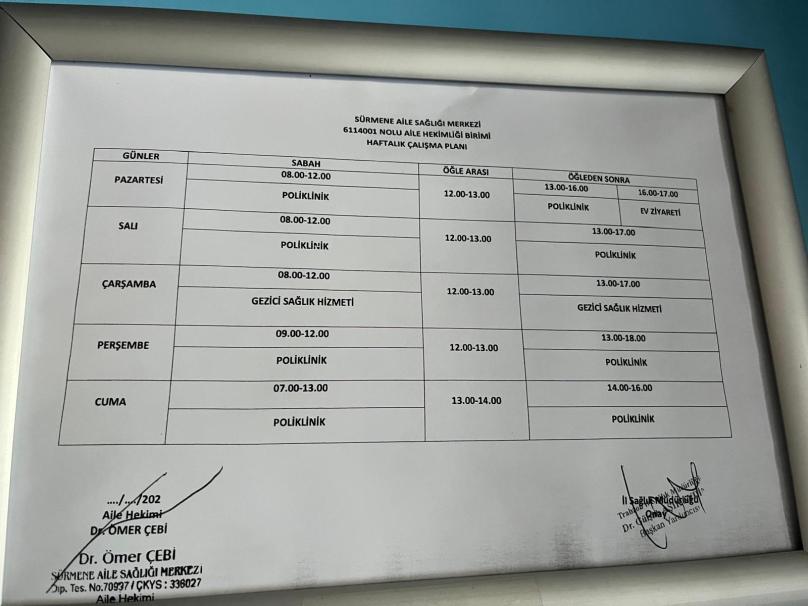 SÜRMENE AİLE SAĞLIĞI MERKEZİ
6114001 NOLU AİLE HEKİMLİĞİ BİRİMİ
HAFTALIK ÇALIŞMA PLANI
GÜNLER SABAH ÖĞLE ARASI ÖĞLEDEN SONRA
PAZARTESİ 08.00-12.00 12.00-13.00 13.00-16.00 16.00-17.00
POLİKLİNİK POLİKLİNİK EV ZİYARETİ
SALI 08.00-12.00 12.00-13.00 13.00-17.00
POLİKLİNİK POLİKLİNİK
ÇARŞAMBA 08.00-12.00 12.00-13.00 13.00-17.00
GEZİCİ SAĞLIK HİZMETİ GEZİCİ SAĞLIK HİZMETİ
PERŞEMBE 09.00-12.00 12.00-13.00 13.00-18.00
POLİKLİNİK POLİKLİNİK
CUMA 07.00-13.00 13.00-14.00 14.00-16.00
POLİKLİNİK POLİKLİNİK
..../..../202
Aile Hekimi
Dr. ÖMER ÇEBİ
Dr. Ömer ÇEBİ
SÜRMENE AİLE SAĞLIĞI MERKEZİ
Dip. Tes. No:70937 / ÇKYS : 336027
Aile Hekimi
İl Sağlık Müdürlüğü
Onay
Dr.
Başkan Yardımcısı